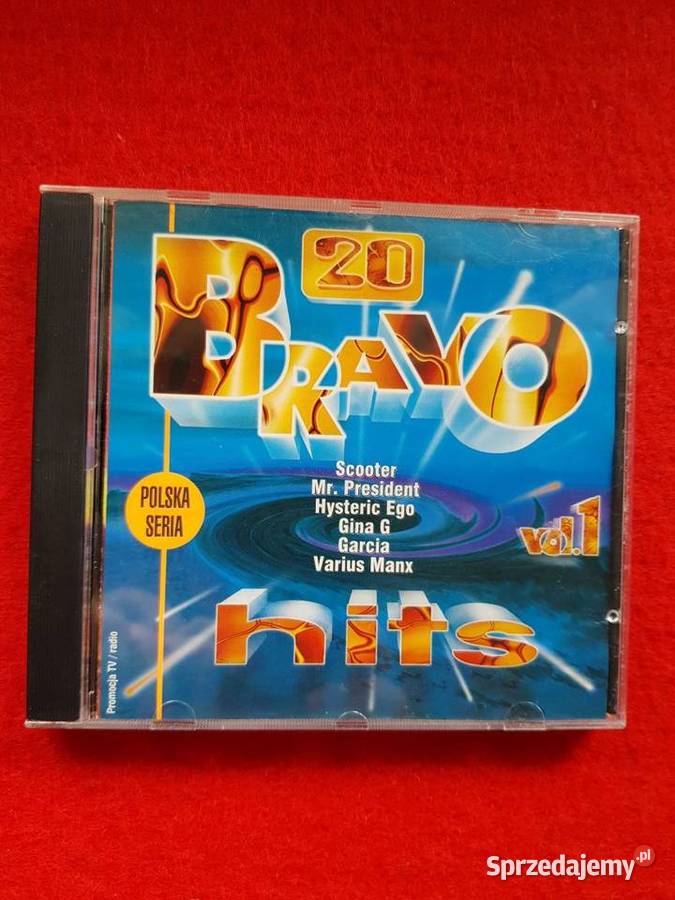 20
BRAVO
Scooter
Mr. President
Hysteric Ego
Gina G
Garcia
Varius Manx
POLSKA
SERIA
vol.1
hits
Promocja TV / radio
Sprzedajemy.pl